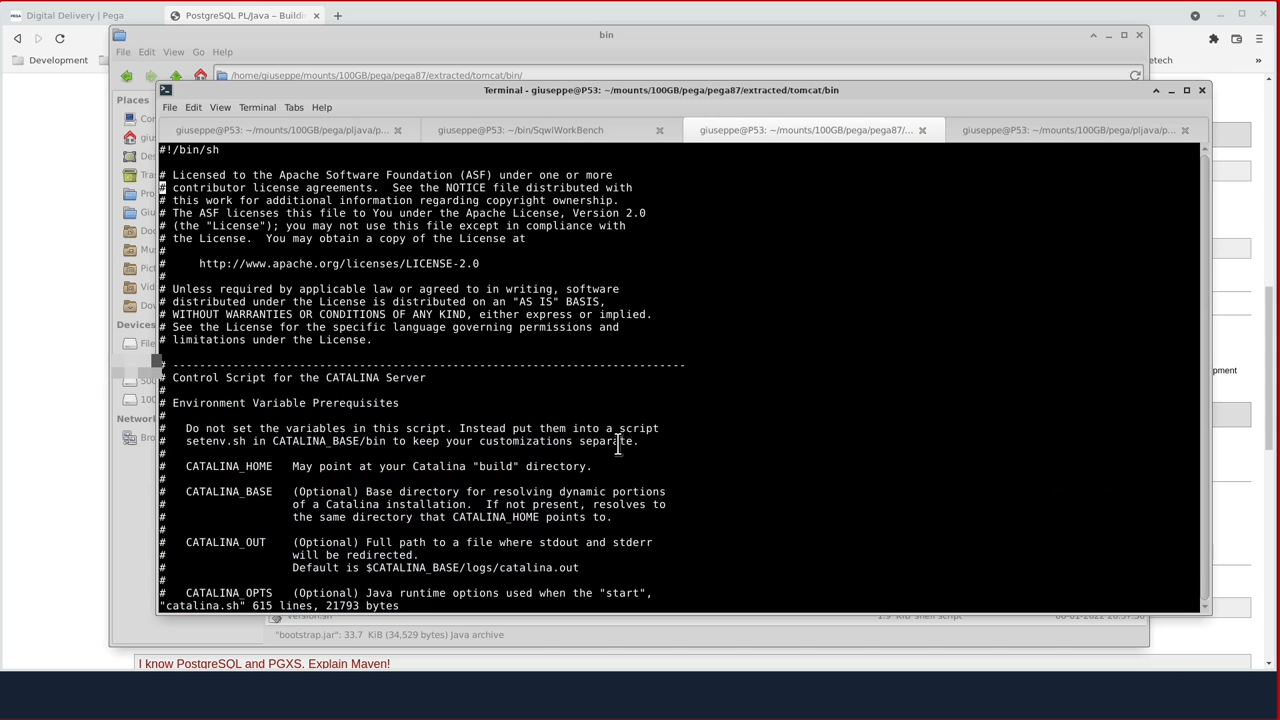 Digital Delivery | Pega
PostgreSQL PL/Java – Buildin
Development
etech
bin
File Edit View Go Help
/home/giuseppe/mounts/100GB/pega/pega87/extracted/tomcat/bin/
Places
Devices
Network
Terminal - giuseppe@P53: ~/mounts/100GB/pega/pega87/extracted/tomcat/bin
File Edit View Terminal Tabs Help
giuseppe@P53: ~/mounts/100GB/pega/pljava/p...
giuseppe@P53: ~/bin/SqwlWorkBench
giuseppe@P53: ~/mounts/100GB/pega/pega87/...
giuseppe@P53: ~/mounts/100GB/pega/pljava/p...
#!/bin/sh
# Licensed to the Apache Software Foundation (ASF) under one or more
# contributor license agreements.  See the NOTICE file distributed with
# this work for additional information regarding copyright ownership.
# The ASF licenses this file to You under the Apache License, Version 2.0
# (the "License"); you may not use this file except in compliance with
# the License.  You may obtain a copy of the License at
#
#     http://www.apache.org/licenses/LICENSE-2.0
#
# Unless required by applicable law or agreed to in writing, software
# distributed under the License is distributed on an "AS IS" BASIS,
# WITHOUT WARRANTIES OR CONDITIONS OF ANY KIND, either express or implied.
# See the License for the specific language governing permissions and
# limitations under the License.
# -----------------------------------------------------------------------------
# Control Script for the CATALINA Server
#
# Environment Variable Prerequisites
#
#   Do not set the variables in this script. Instead put them into a script
#   setenv.sh in CATALINA_BASE/bin to keep your customizations separate.
#
#   CATALINA_HOME   May point at your Catalina "build" directory.
#
#   CATALINA_BASE   (Optional) Base directory for resolving dynamic portions
#                   of a Catalina installation.  If not present, resolves to
#                   the same directory that CATALINA_HOME points to.
#
#   CATALINA_OUT    (Optional) Full path to a file where stdout and stderr
#                   will be redirected.
#                   Default is $CATALINA_BASE/logs/catalina.out
#
#   CATALINA_OPTS   (Optional) Java runtime options used when the "start",
"catalina.sh" 615 lines, 21793 bytes
"bootstrap.jar": 33.7  KiB (34,529 bytes) Java archive
pment
I know PostgreSQL and PGXS. Explain Maven!